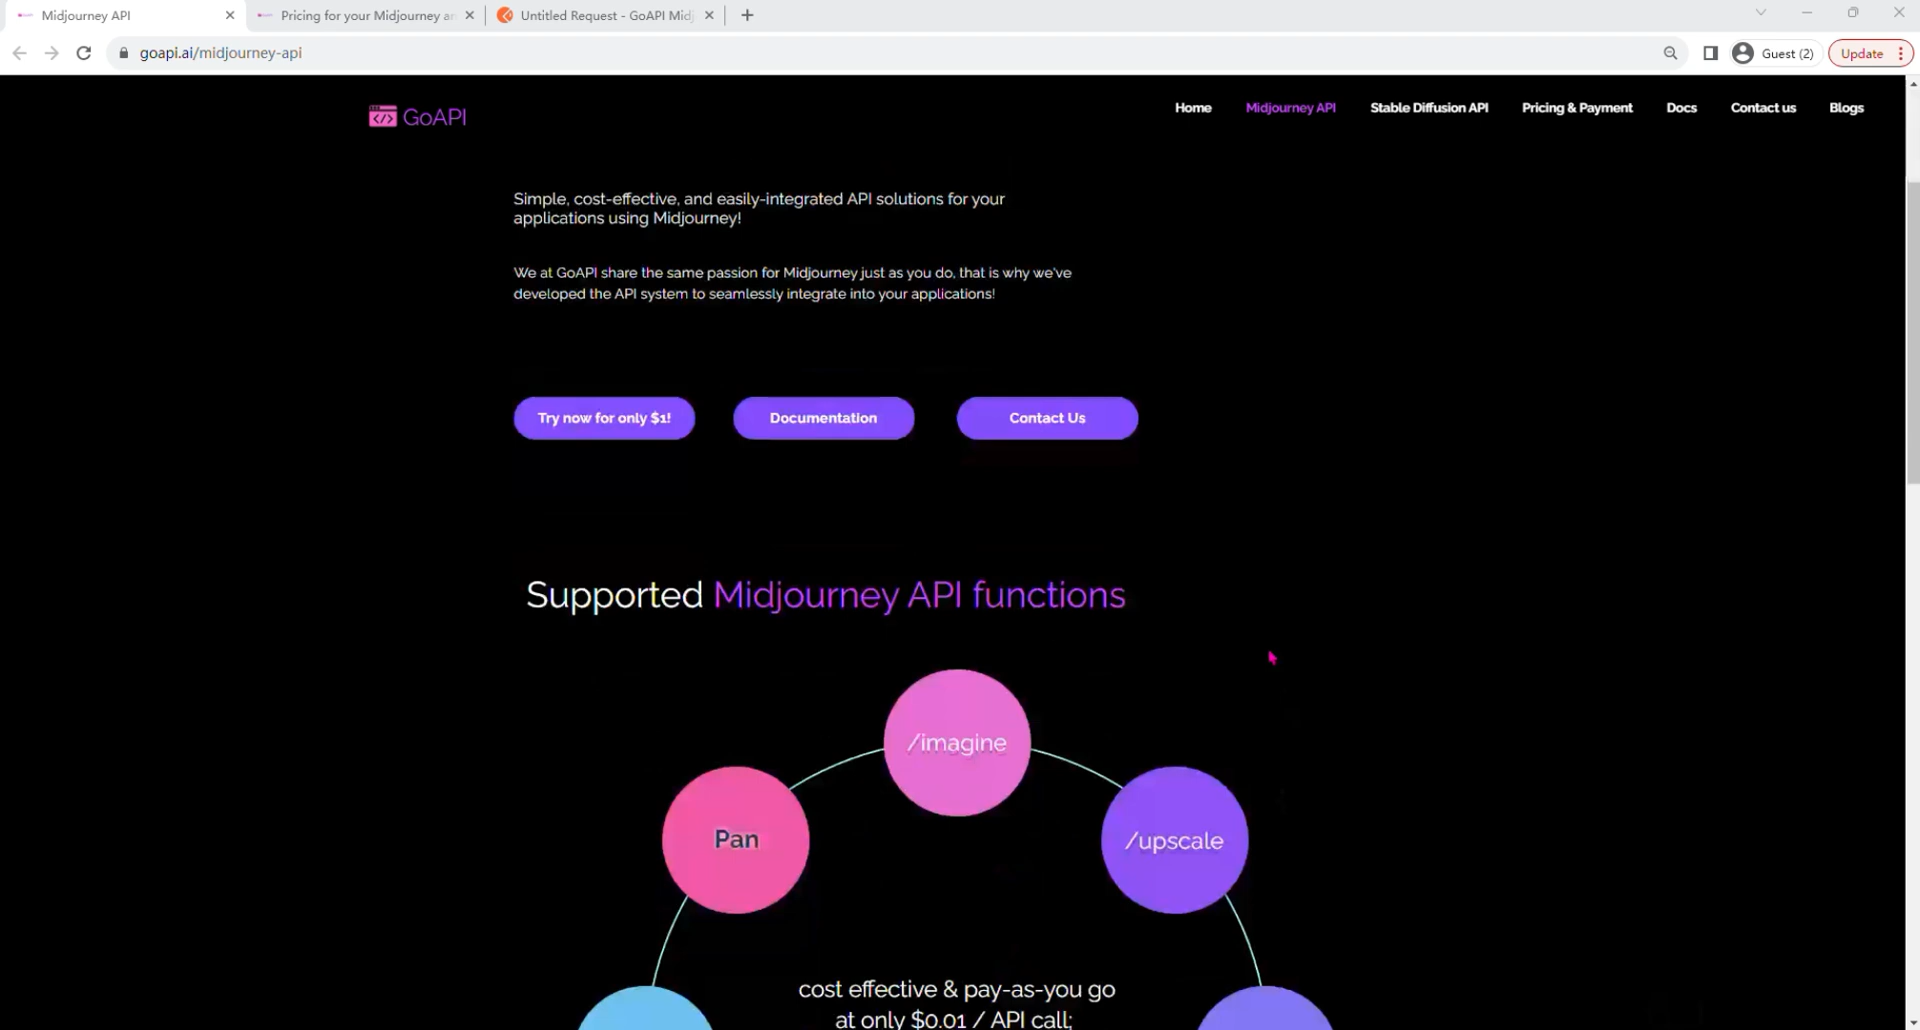 Midjourney API
Pricing for your Midjourney an
Untitled Request - GoAPI Midj
goapi.ai/midjourney-api
Guest (2)
Update
GoAPI
Home
Midjourney API
Stable Diffusion API
Pricing & Payment
Docs
Contact us
Blogs
Simple, cost-effective, and easily-integrated API solutions for your
applications using Midjourney!
We at GoAPI share the same passion for Midjourney just as you do, that is why we've
developed the API system to seamlessly integrate into your applications!
Try now for only $1!
Documentation
Contact Us
Supported Midjourney API functions
/imagine
Pan
/upscale
cost effective & pay-as-you go
at only $0.01 / API call;